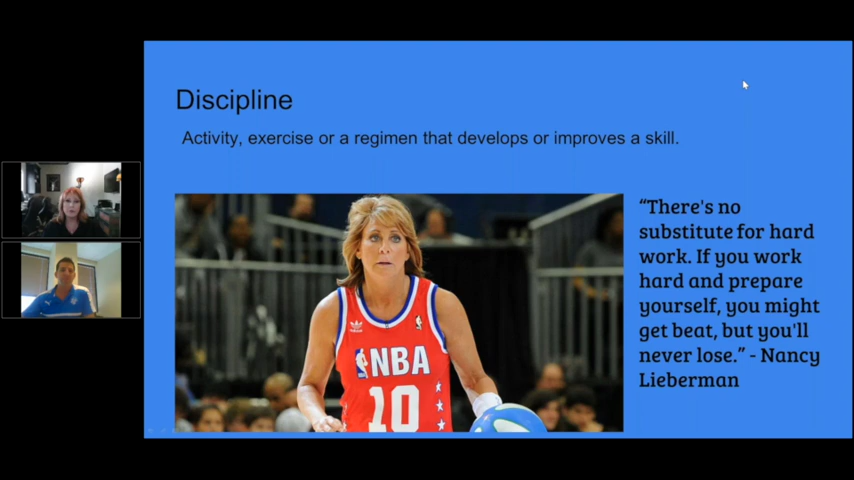 Discipline
Activity, exercise or a regimen that develops or improves a skill.
“There's no
substitute for hard
work. If you work
hard and prepare
yourself, you might
get beat, but you'll
never lose.” - Nancy
Lieberman
NBA
10